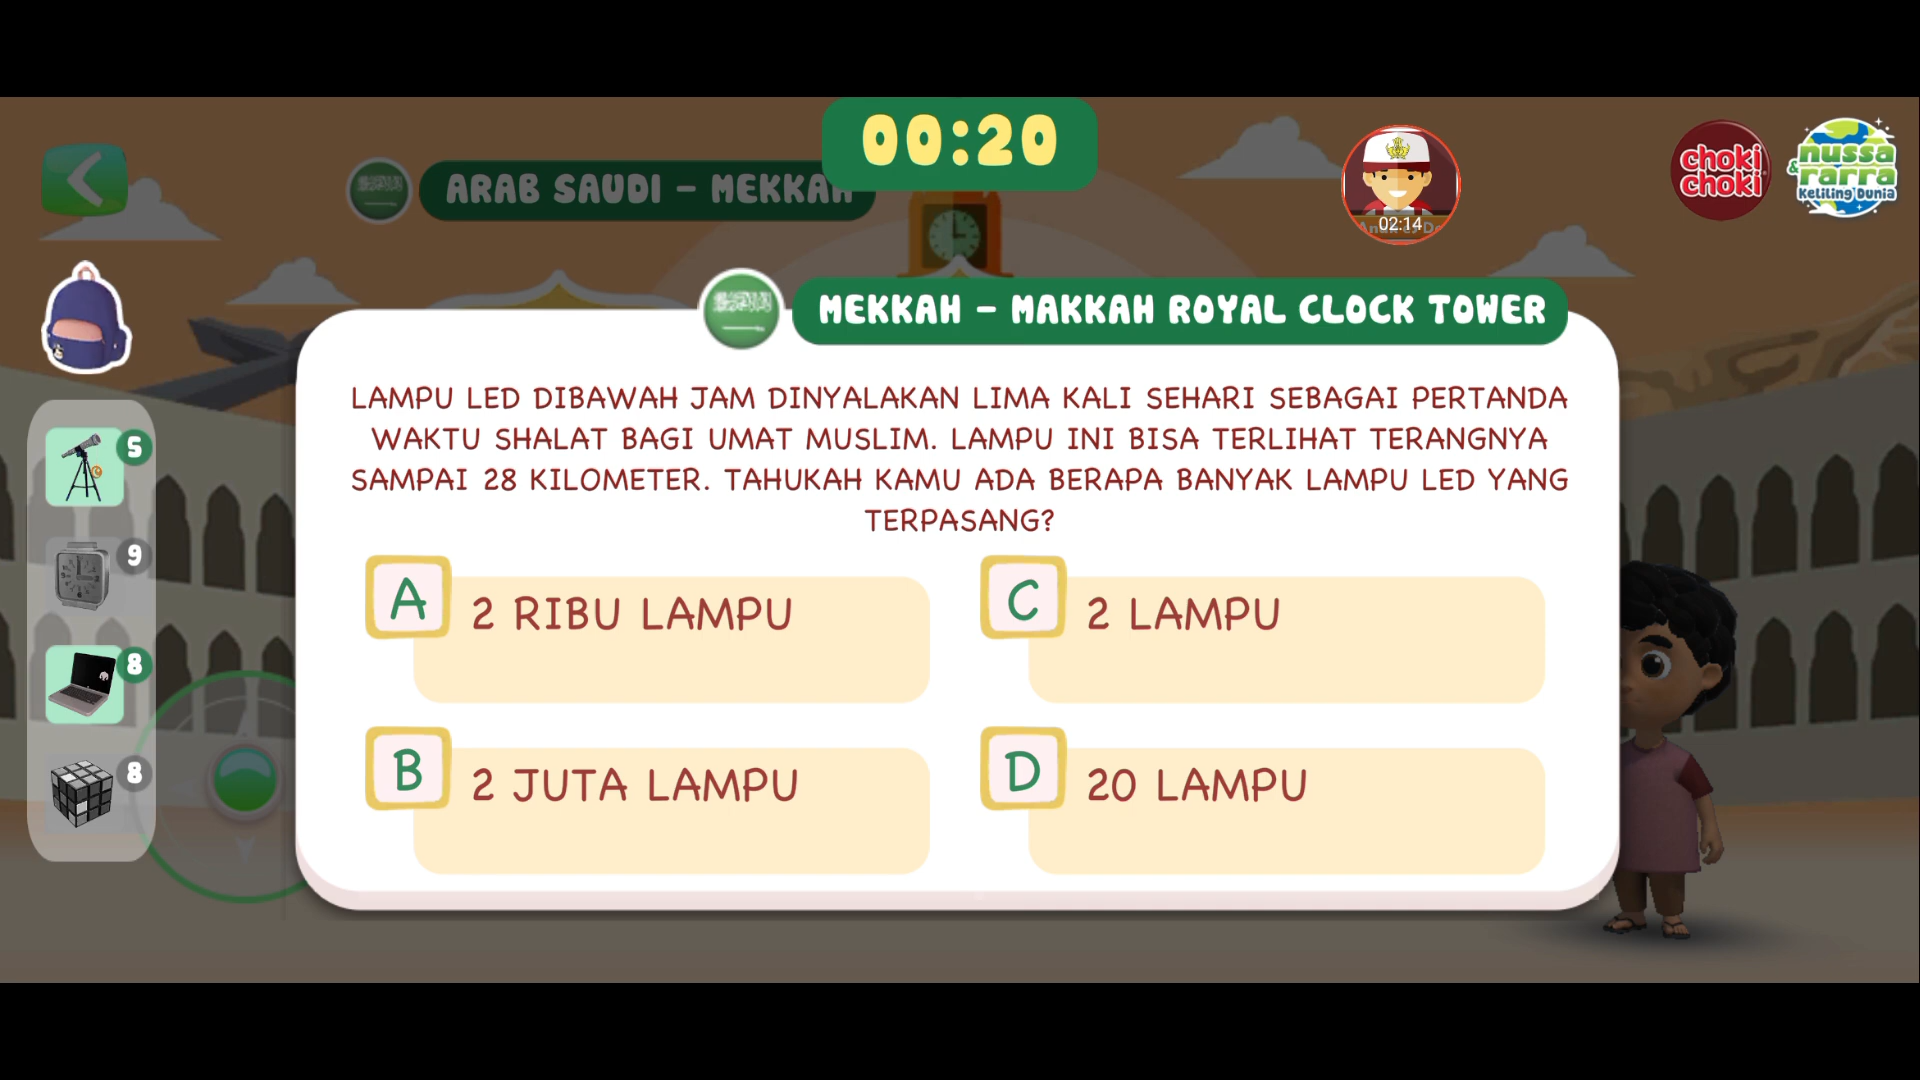 00:20
ARAB SAUDI - MEKKAH
02:14
choki
choki
nussa
& rarra
Keliling Dunia
MEKKAH - MAKKAH ROYAL CLOCK TOWER
LAMPU LED DIBAWAH JAM DINYALAKAN LIMA KALI SEHARI SEBAGAI PERTANDA
WAKTU SHALAT BAGI UMAT MUSLIM. LAMPU INI BISA TERLIHAT TERANGNYA
SAMPAI 28 KILOMETER. TAHUKAH KAMU ADA BERAPA BANYAK LAMPU LED YANG
TERPASANG?
5
9
8
8
A
2 RIBU LAMPU
C
2 LAMPU
B
2 JUTA LAMPU
D
20 LAMPU